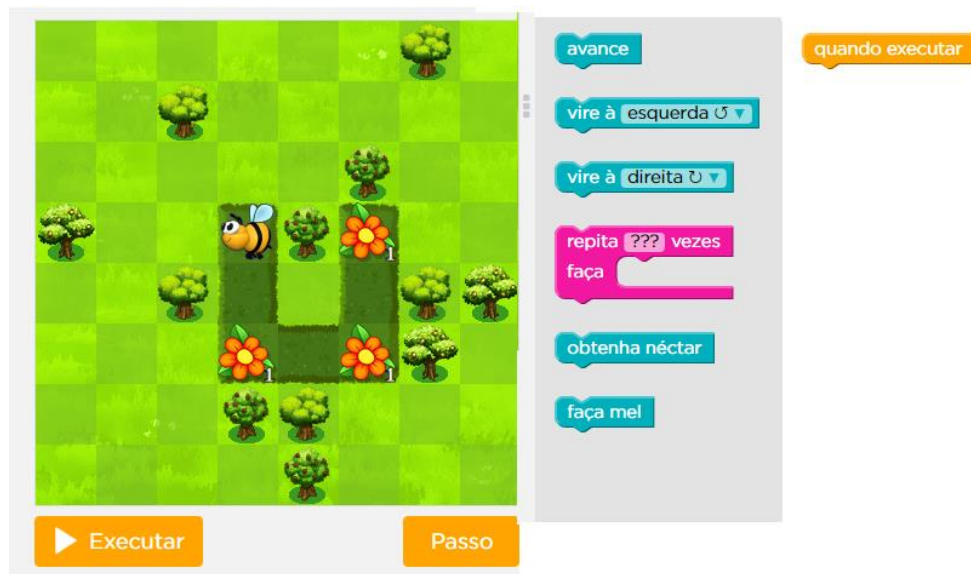 avance
quando executar
vire à esquerda ↺ ▼
vire à direita ↻ ▼
repita ??? vezes
faça
1
1
1
obtenha néctar
faça mel
Executar
Passo